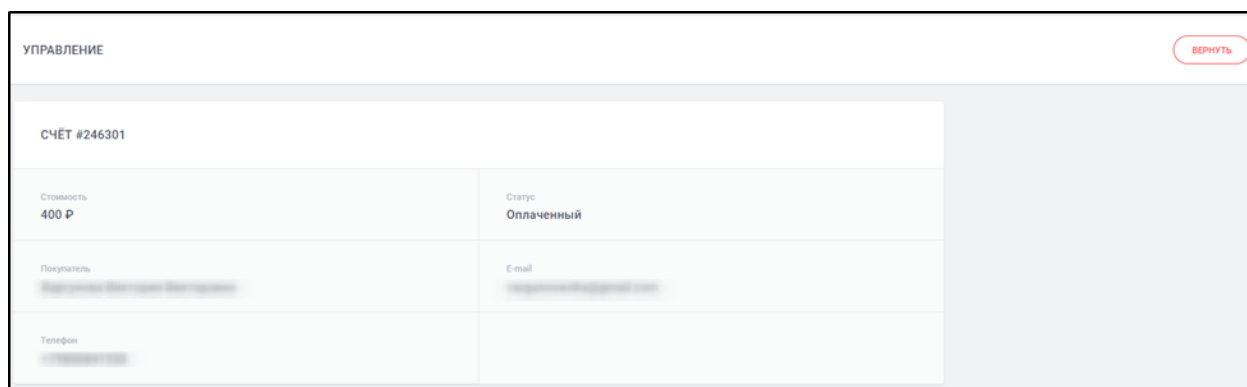 УПРАВЛЕНИЕ
ВЕРНУТЬ
СЧЁТ #246301
Стоимость
400 ₽
Статус
Оплаченный
Покупатель
E-mail
Телефон